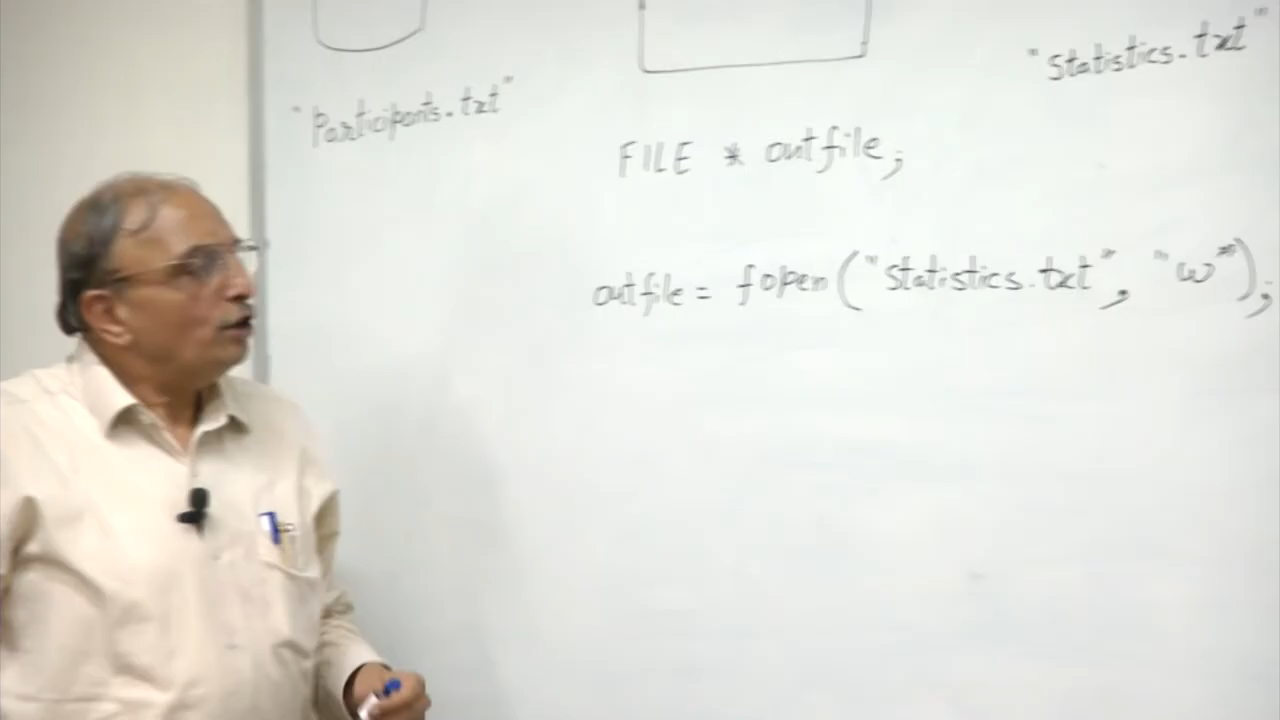 "Statistics.txt"
"Participants.txt"
FILE * outfile;
outfile = fopen("Statistics.txt", "w");